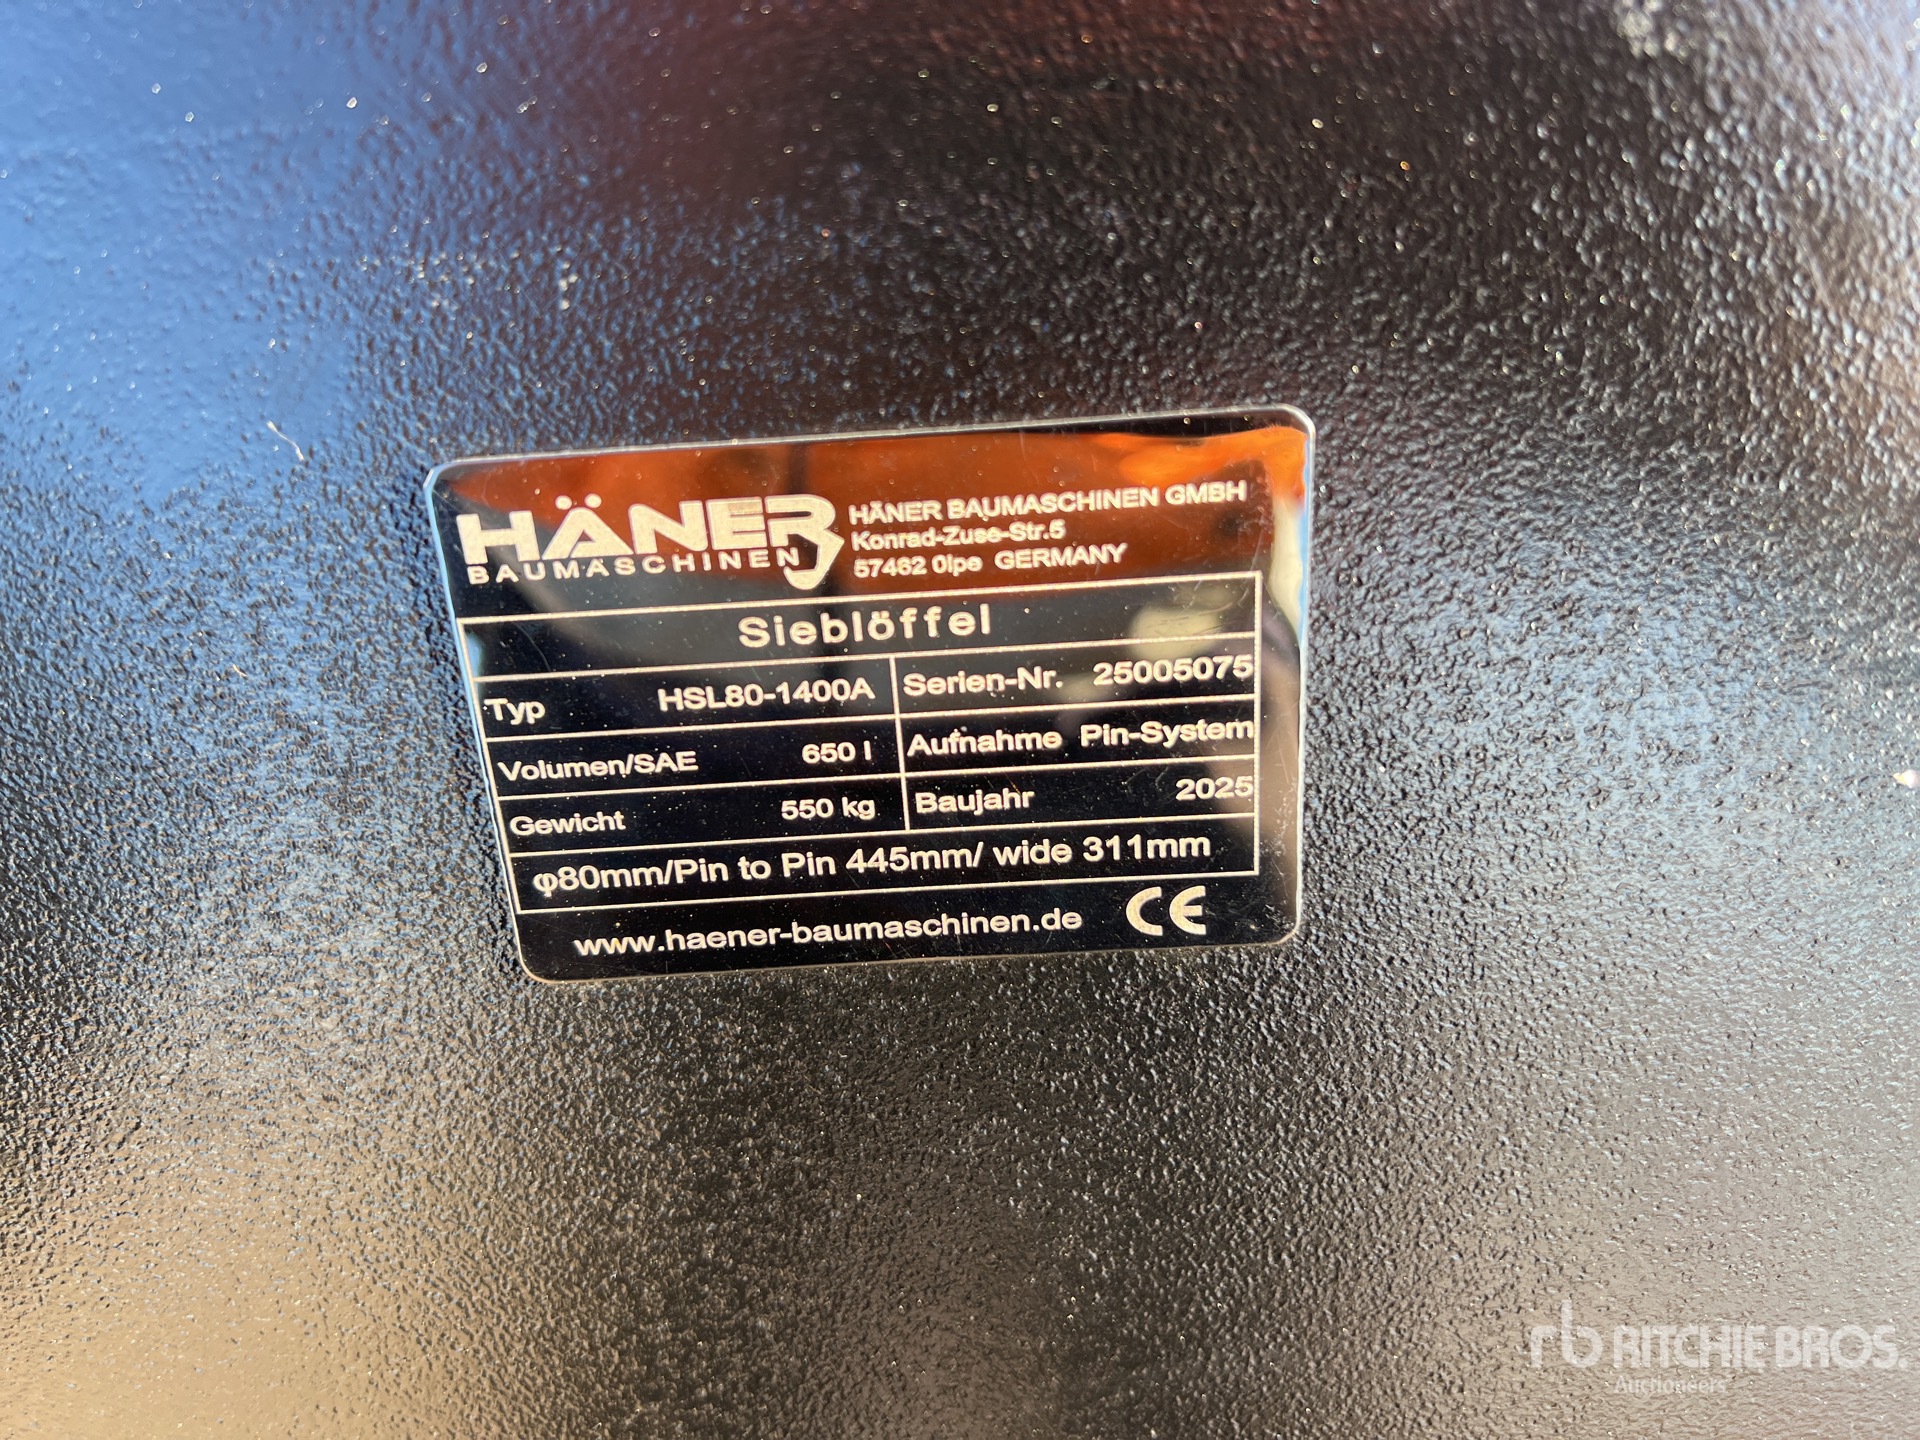 HÄNER
BAUMASCHINEN
HÄNER BAUMASCHINEN GMBH
Konrad-Zuse-Str.5
57462 Olpe GERMANY
Sieblöffel
Typ HSL80-1400A
Serien-Nr. 25005075
Volumen/SAE 650 l
Aufnahme Pin-System
Gewicht 550 kg
Baujahr 2025
φ80mm/Pin to Pin 445mm/ wide 311mm
www.haener-baumaschinen.de CE
rb RITCHIE BROS.
Auctioneers